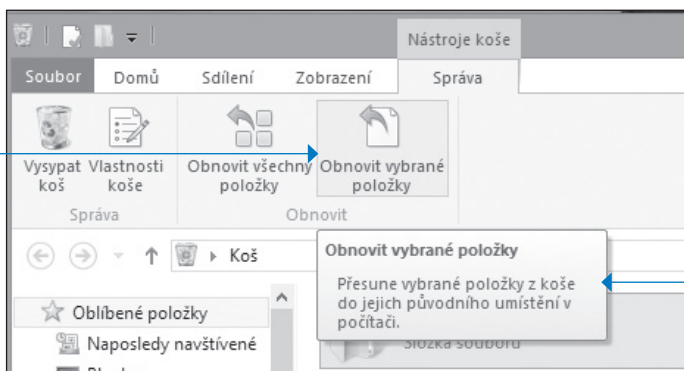 Nástroje koše
Soubor Domů Sdílení Zobrazení Správa
Vysypat koš
Vlastnosti koše
Obnovit všechny položky
Obnovit vybrané položky
Správa
Obnovit
Koš
Obnovit vybrané položky
Přesune vybrané položky z koše
do jejich původního umístění v
počítači.
Oblíbené položky
Složka souborů
Naposledy navštívené